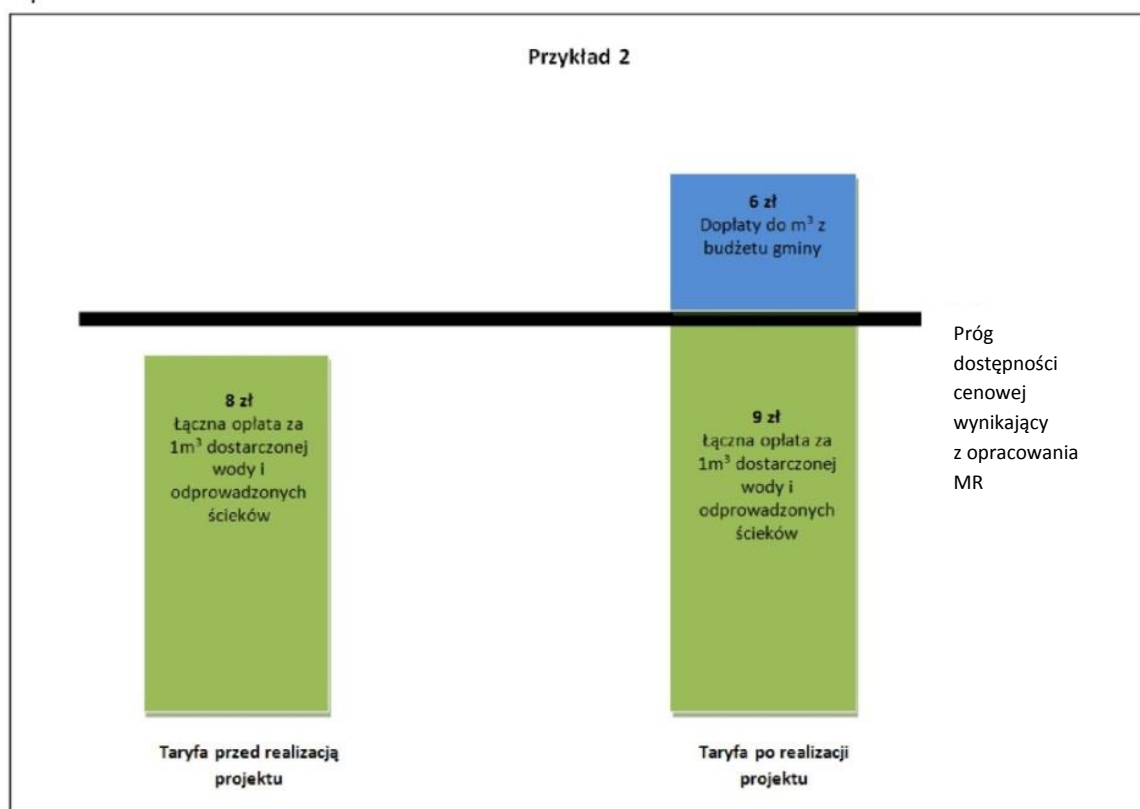 Przykład 2
6 zł
Dopłaty do m³ z
budżetu gminy
Próg
dostępności
cenowej
wynikający
z opracowania
MR
8 zł
Łączna opłata za
1m³ dostarczonej
wody i
odprowadzonych
ścieków
9 zł
Łączna opłata za
1m³ dostarczonej
wody i
odprowadzonych
ścieków
Taryfa przed realizacją
projektu
Taryfa po realizacji
projektu